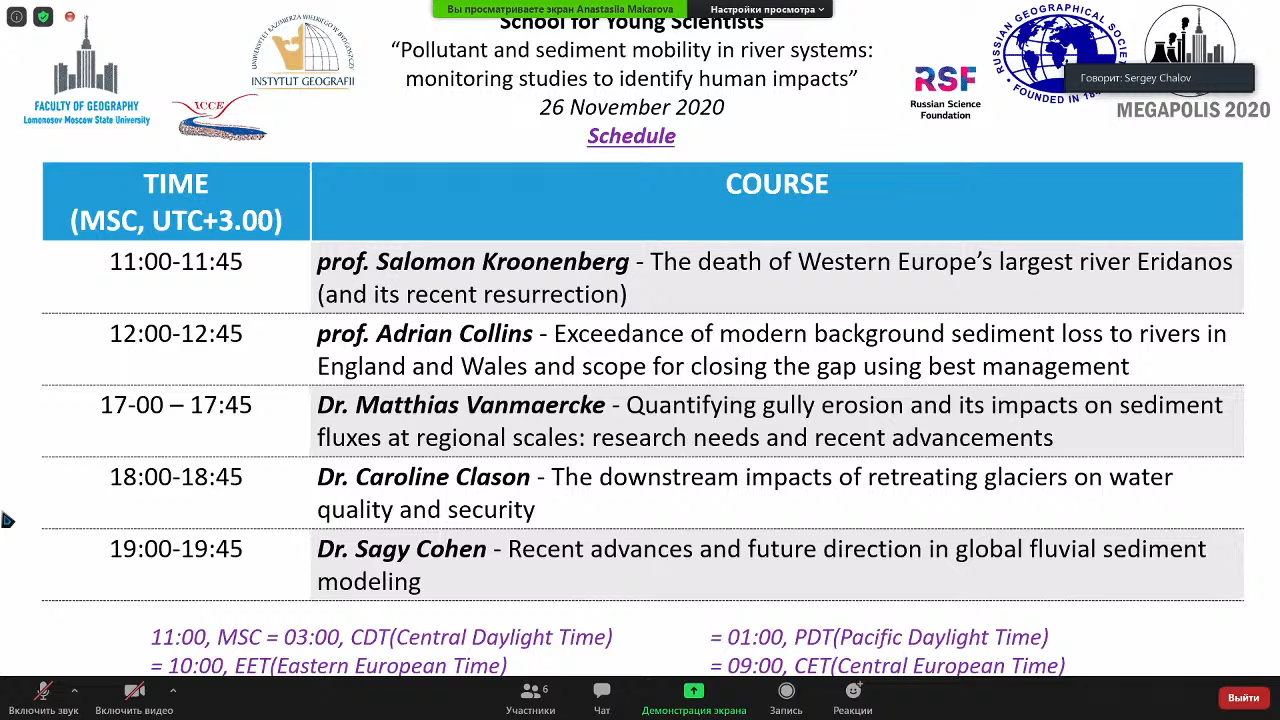 Вы просматриваете экран Anastasiia Makarova
Настройки просмотра
School for Young Scientists
“Pollutant and sediment mobility in river systems:
monitoring studies to identify human impacts”
26 November 2020
Schedule
FACULTY OF GEOGRAPHY
Lomonosov Moscow State University
ICCE
UNIWERSYTET KAZIMIERZA WIELKIEGO W BYDGOSZCZY
INSTYTUT GEOGRAFII
RSF
Russian Science
Foundation
RUSSIAN GEOGRAPHICAL SOCIETY
FOUNDED IN
Говорит: Sergey Chalov
MEGAPOLIS 2020
TIME
(MSC, UTC+3.00)
COURSE
11:00-11:45
prof. Salomon Kroonenberg - The death of Western Europe’s largest river Eridanos
(and its recent resurrection)
12:00-12:45
prof. Adrian Collins - Exceedance of modern background sediment loss to rivers in
England and Wales and scope for closing the gap using best management
17-00 – 17:45
Dr. Matthias Vanmaercke - Quantifying gully erosion and its impacts on sediment
fluxes at regional scales: research needs and recent advancements
18:00-18:45
Dr. Caroline Clason - The downstream impacts of retreating glaciers on water
quality and security
19:00-19:45
Dr. Sagy Cohen - Recent advances and future direction in global fluvial sediment
modeling
11:00, MSC = 03:00, CDT(Central Daylight Time)
= 01:00, PDT(Pacific Daylight Time)
= 10:00, EET(Eastern European Time)
= 09:00, CET(Central European Time)
Включить звук
Включить видео
6
Участники
Чат
Демонстрация экрана
Запись
Реакции
Выйти